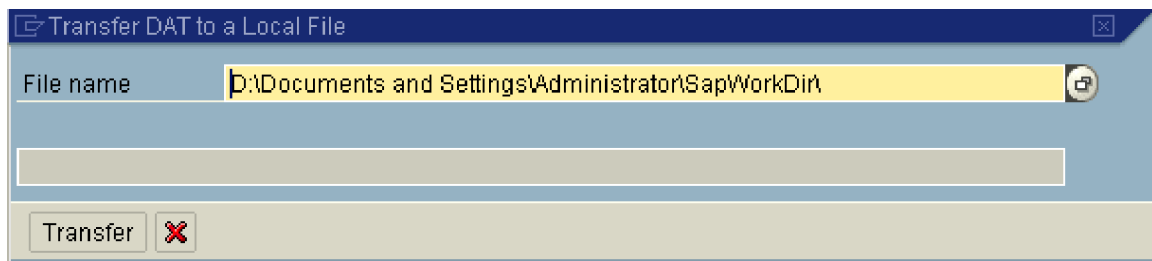 Transfer DAT to a Local File
File name D:\Documents and Settings\Administrator\SapWorkDir\
Transfer